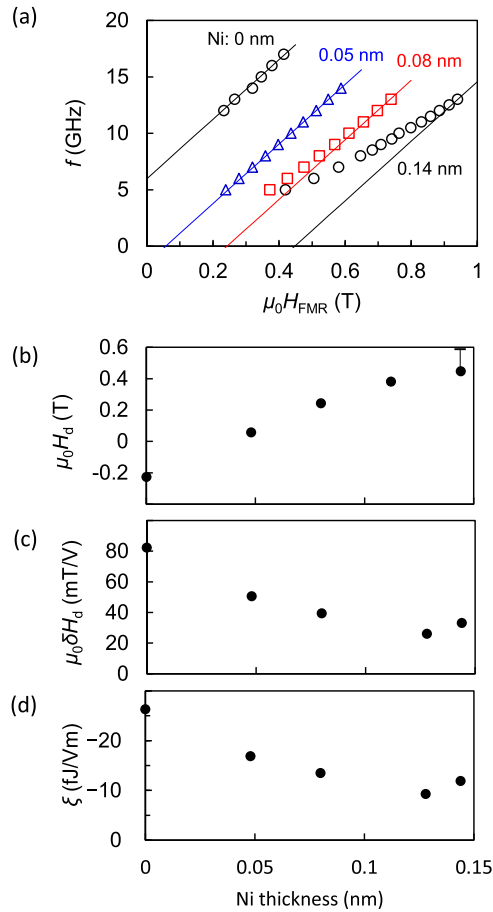 (a)
Ni: 0 nm
0.05 nm
0.08 nm
0.14 nm
20
15
10
5
0
f (GHz)
0 0.2 0.4 0.6 0.8 1
μ₀H_FMR (T)
(b)
0.6
0.4
0.2
0
-0.2
μ₀H_d (T)
(c)
80
60
40
20
0
μ₀δH_d (mT/V)
(d)
−20
−10
0
ξ (fJ/Vm)
0 0.05 0.1 0.15
Ni thickness (nm)